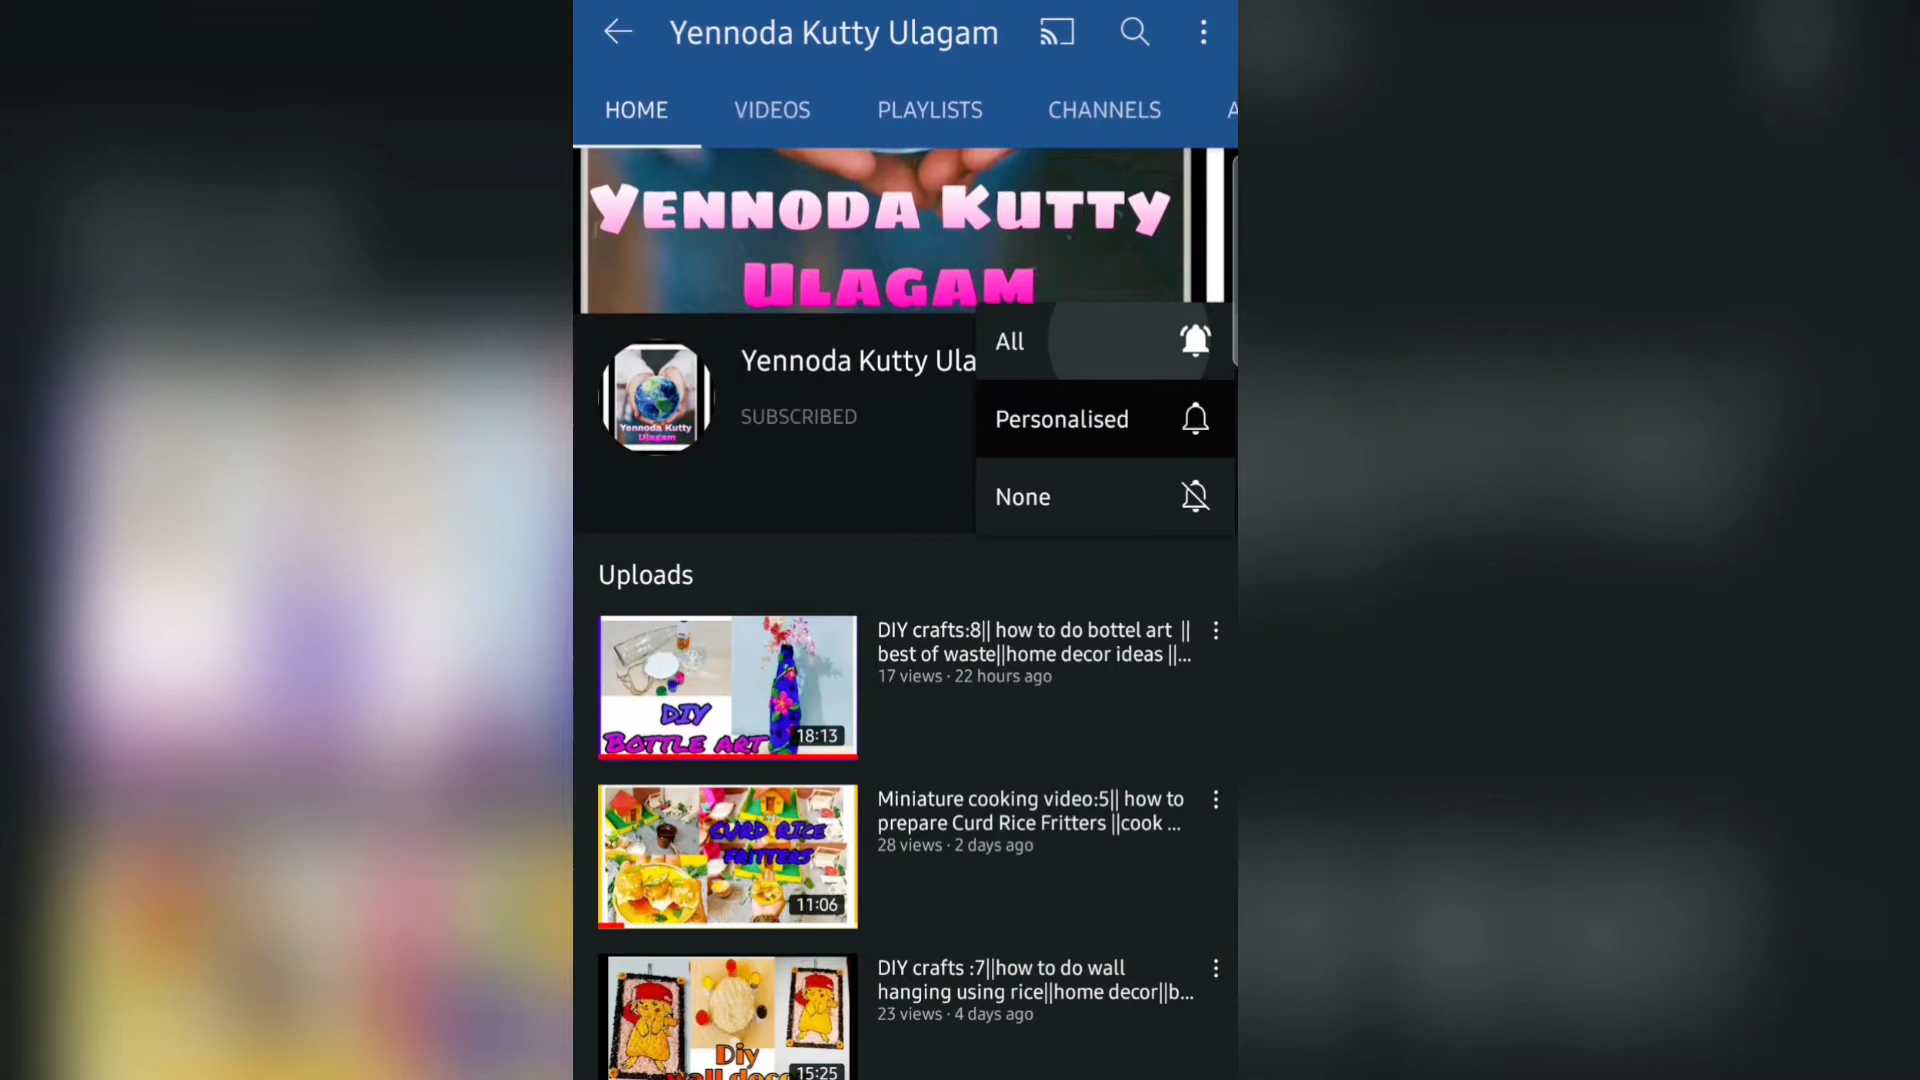 Yennoda Kutty Ulagam
HOME VIDEOS PLAYLISTS CHANNELS A
YENNODA KUTTY
ULAGAM
All
Yennoda Kutty Ula
SUBSCRIBED
Personalised
None
Yennoda Kutty
Ulagam
Uploads
DIY crafts:8|| how to do bottel art ||
best of waste||home decor ideas ||...
17 views · 22 hours ago
DIY
BOTTLE ART
18:13
Miniature cooking video:5|| how to
prepare Curd Rice Fritters ||cook ...
28 views · 2 days ago
CURD RICE
FRITTERS
11:06
DIY crafts :7||how to do wall
hanging using rice||home decor||b...
23 views · 4 days ago
Diy
15:25